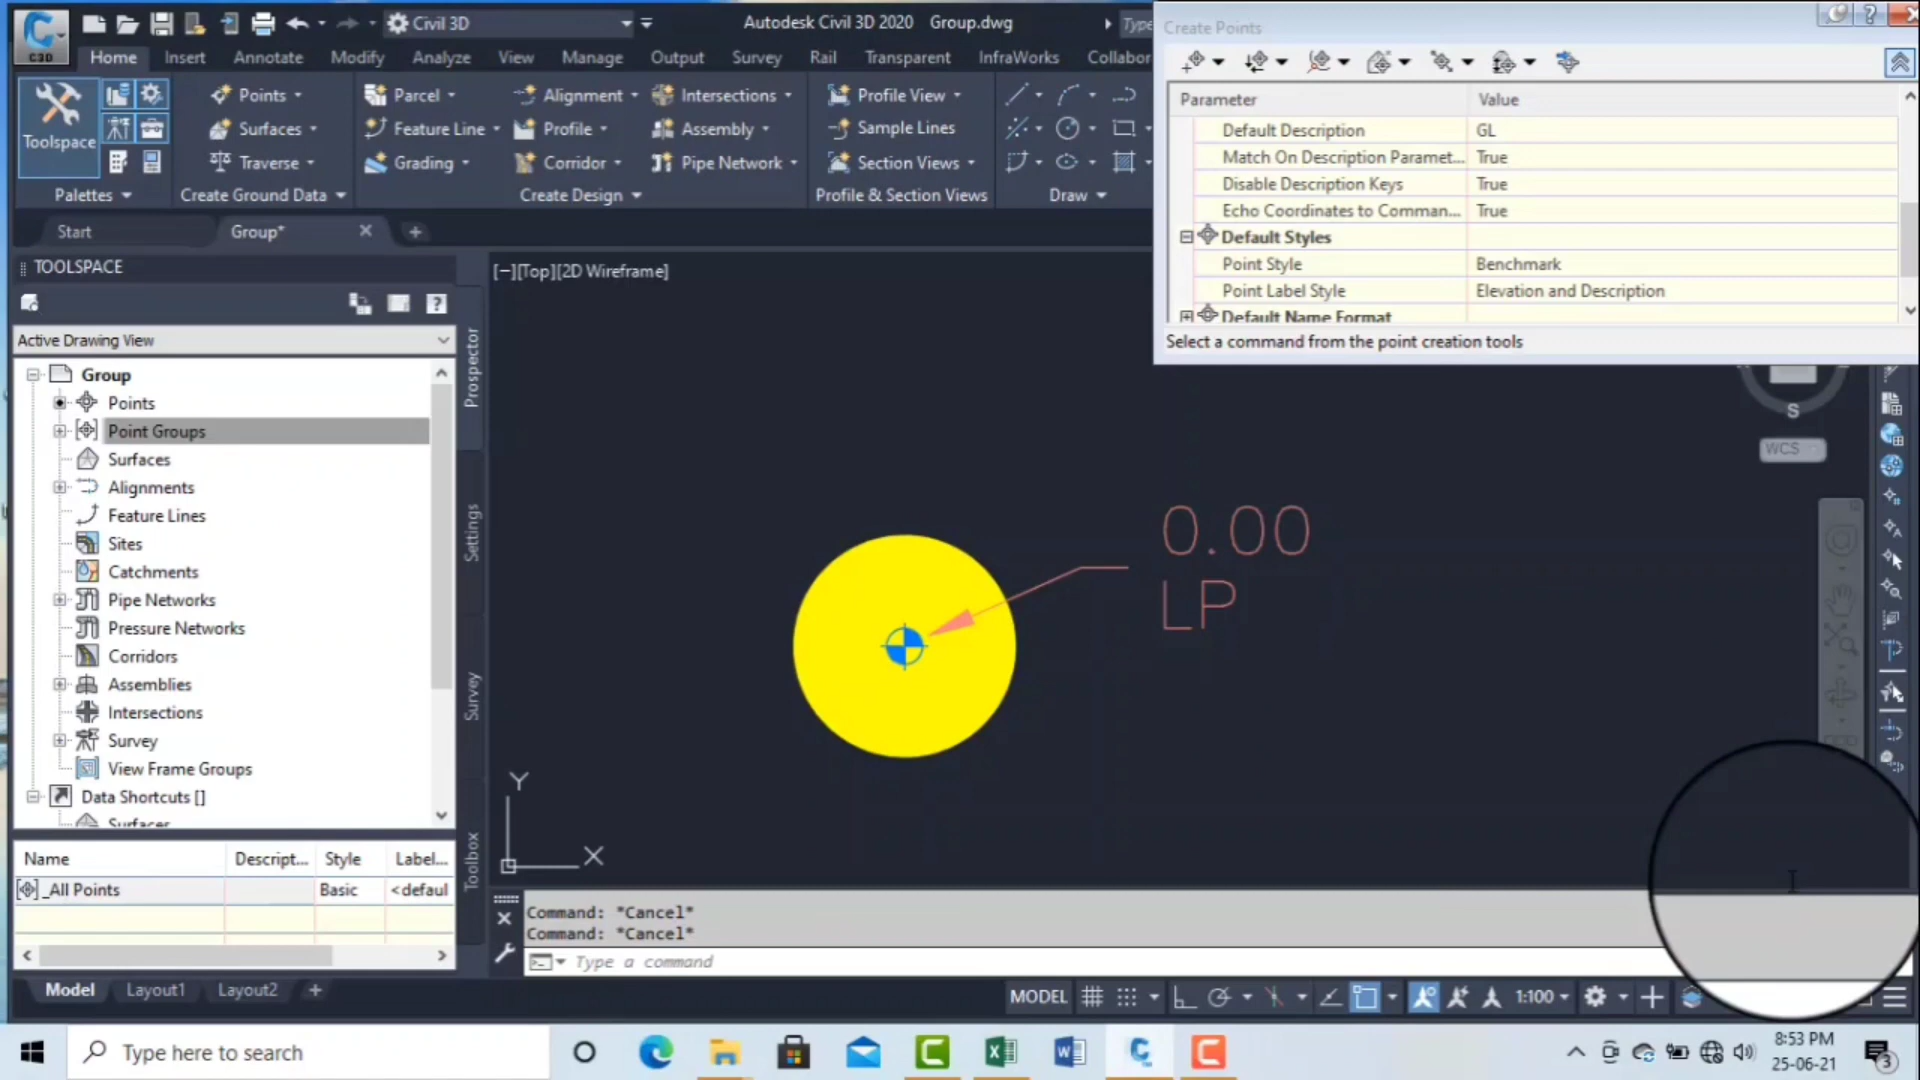 Civil 3D
Autodesk Civil 3D 2020 Group.dwg
Type
C3D
Home Insert Annotate Modify Analyze View Manage Output Survey Rail Transparent InfraWorks Collabor
Toolspace
Points
Surfaces
Traverse
Parcel
Feature Line
Grading
Alignment
Profile
Corridor
Intersections
Assembly
Pipe Network
Profile View
Sample Lines
Section Views
Palettes Create Ground Data Create Design Profile & Section Views Draw
Start Group*
Create Points
Parameter Value
Default Description GL
Match On Description Paramet... True
Disable Description Keys True
Echo Coordinates to Comman... True
Default Styles
Point Style Benchmark
Point Label Style Elevation and Description
Default Name Format
Select a command from the point creation tools
TOOLSPACE
Active Drawing View
Group
Points
Point Groups
Surfaces
Alignments
Feature Lines
Sites
Catchments
Pipe Networks
Pressure Networks
Corridors
Assemblies
Intersections
Survey
View Frame Groups
Data Shortcuts []
Surfaces
Prospector
Settings
Survey
Toolbox
Name Descript... Style Label...
_All Points Basic <defaul
[−][Top][2D Wireframe]
S
WCS
0.00
LP
Y
X
Command: *Cancel*
Command: *Cancel*
Type a command
Model Layout1 Layout2
MODEL 1:100
Type here to search
8:53 PM
25-06-21
3